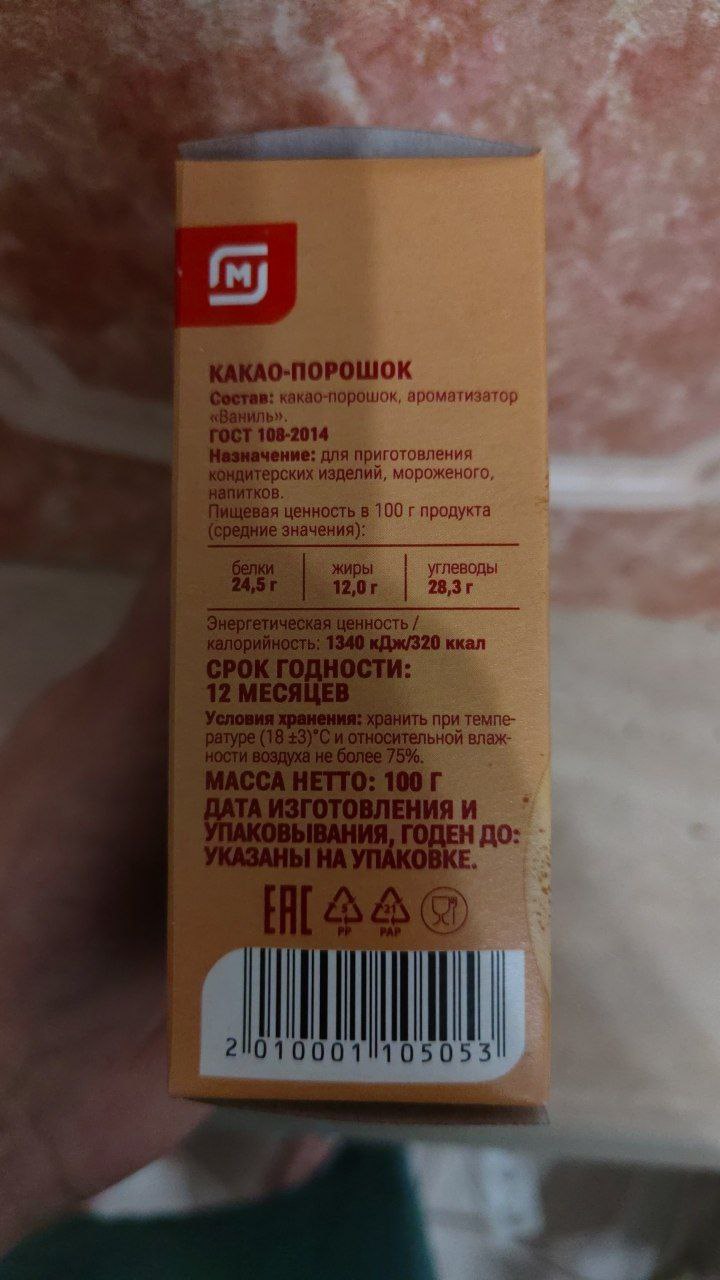 М
КАКАО-ПОРОШОК
Состав: какао-порошок, ароматизатор
«Ваниль».
ГОСТ 108-2014
Назначение: для приготовления
кондитерских изделий, мороженого,
напитков.
Пищевая ценность в 100 г продукта
(средние значения):
белки жиры углеводы
24,5 г 12,0 г 28,3 г
Энергетическая ценность /
калорийность: 1340 кДж/320 ккал
СРОК ГОДНОСТИ:
12 МЕСЯЦЕВ
Условия хранения: хранить при темпе-
ратуре (18 ±3)°С и относительной влаж-
ности воздуха не более 75%.
МАССА НЕТТО: 100 Г
ДАТА ИЗГОТОВЛЕНИЯ И
УПАКОВЫВАНИЯ, ГОДЕН ДО:
УКАЗАНЫ НА УПАКОВКЕ.
EAC 5 21
PP PAP
2 010001 105053